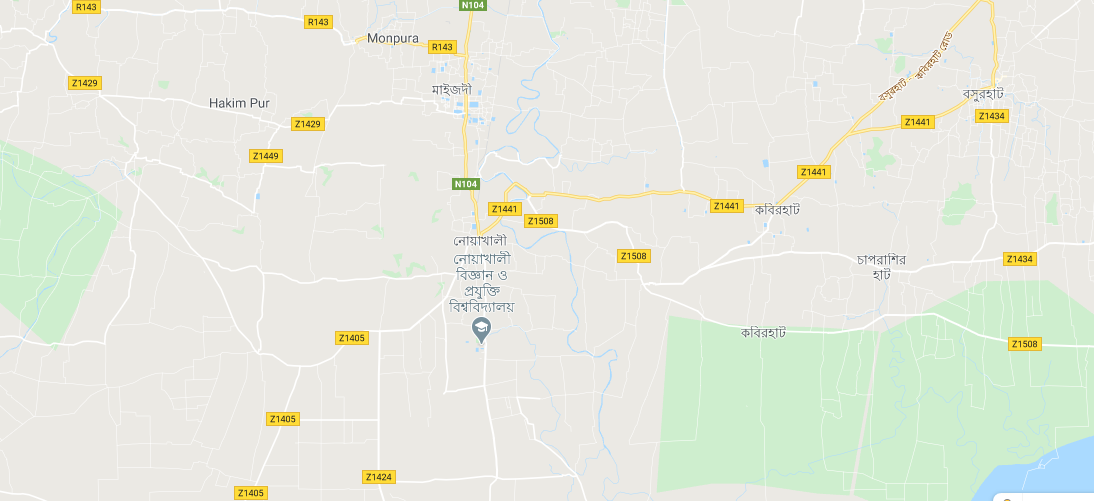 R143
N104
R143
Monpura
R143
বসুরহাট - কবিরহাট রোড
Z1429
মাইজদী
বসুরহাট
Hakim Pur
Z1434
Z1429
Z1441
Z1449
Z1441
N104
Z1441
Z1441
কবিরহাট
Z1508
নোয়াখালী
Z1508
নোয়াখালী
বিজ্ঞান ও
প্রযুক্তি
বিশ্ববিদ্যালয়
চাপরাশির
হাট
Z1434
কবিরহাট
Z1405
Z1508
Z1405
Z1424
Z1405